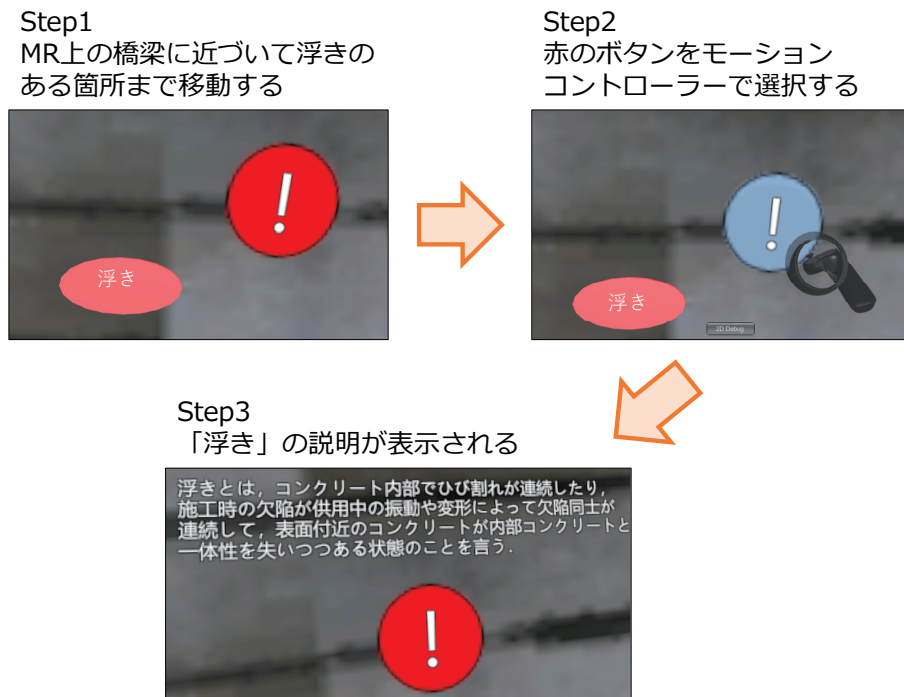 Step1
MR上の橋梁に近づいて浮きの
ある箇所まで移動する
!
浮き
Step2
赤のボタンをモーション
コントローラーで選択する
!
浮き
2D Debug
Step3
「浮き」の説明が表示される
浮きとは，コンクリート内部でひび割れが連続したり，
施工時の欠陥が供用中の振動や変形によって欠陥同士が
連続して，表面付近のコンクリートが内部コンクリートと
一体性を失いつつある状態のことを言う．
!